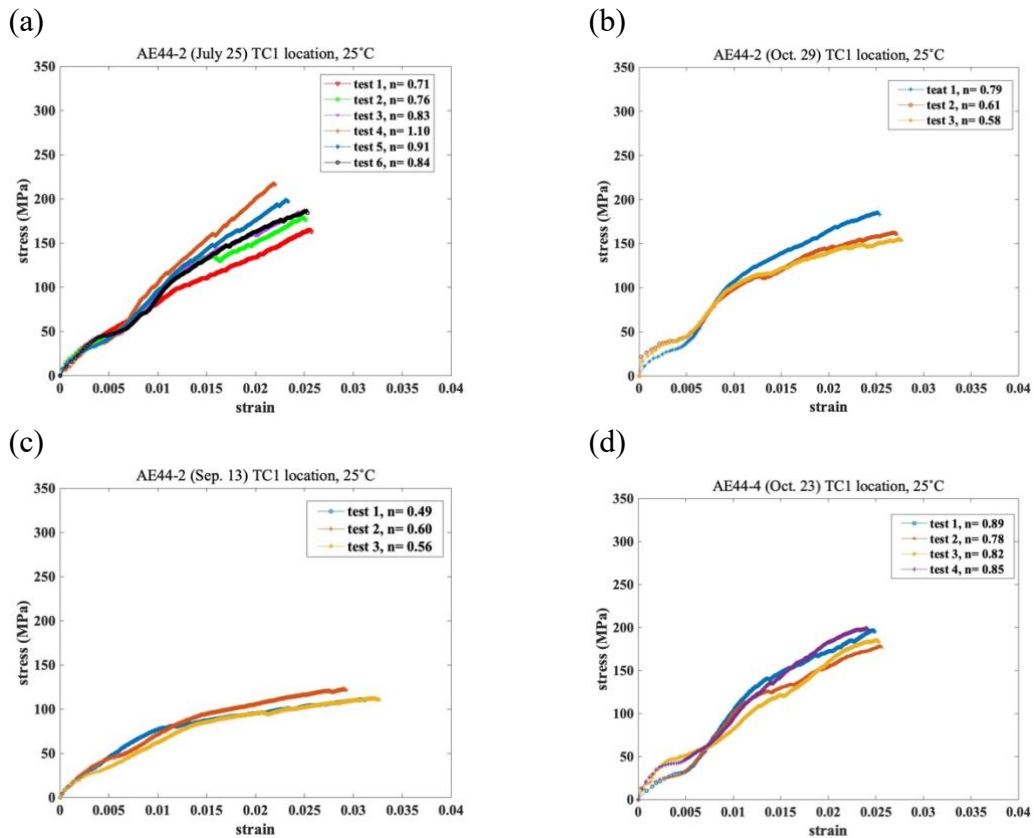 (a)
AE44-2 (July 25) TC1 location, 25˚C
350
300
250
200
150
100
50
0
stress (MPa)
test 1, n= 0.71
test 2, n= 0.76
test 3, n= 0.83
test 4, n= 1.10
test 5, n= 0.91
test 6, n= 0.84
0 0.005 0.01 0.015 0.02 0.025 0.03 0.035 0.04
strain
(b)
AE44-2 (Oct. 29) TC1 location, 25˚C
350
300
250
200
150
100
50
0
stress (MPa)
teat 1, n= 0.79
test 2, n= 0.61
test 3, n= 0.58
0 0.005 0.01 0.015 0.02 0.025 0.03 0.035 0.04
strain
(c)
AE44-2 (Sep. 13) TC1 location, 25˚C
350
300
250
200
150
100
50
0
stress (MPa)
test 1, n= 0.49
test 2, n= 0.60
test 3, n= 0.56
0 0.005 0.01 0.015 0.02 0.025 0.03 0.035 0.04
strain
(d)
AE44-4 (Oct. 23) TC1 location, 25˚C
350
300
250
200
150
100
50
0
stress (MPa)
test 1, n= 0.89
test 2, n= 0.78
test 3, n= 0.82
test 4, n= 0.85
0 0.005 0.01 0.015 0.02 0.025 0.03 0.035 0.04
strain